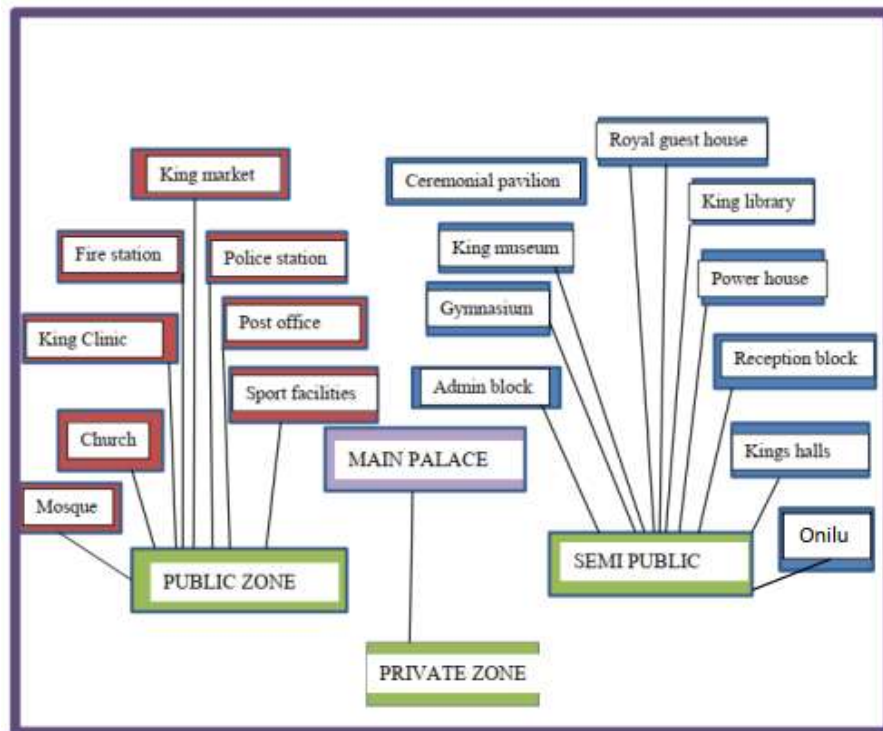 Royal guest house
King market
Ceremonial pavilion
King library
Fire station
Police station
King museum
Power house
Post office
Gymnasium
King Clinic
Reception block
Sport facilities
Admin block
Church
MAIN PALACE
Kings halls
Mosque
Onilu
SEMI PUBLIC
PUBLIC ZONE
PRIVATE ZONE